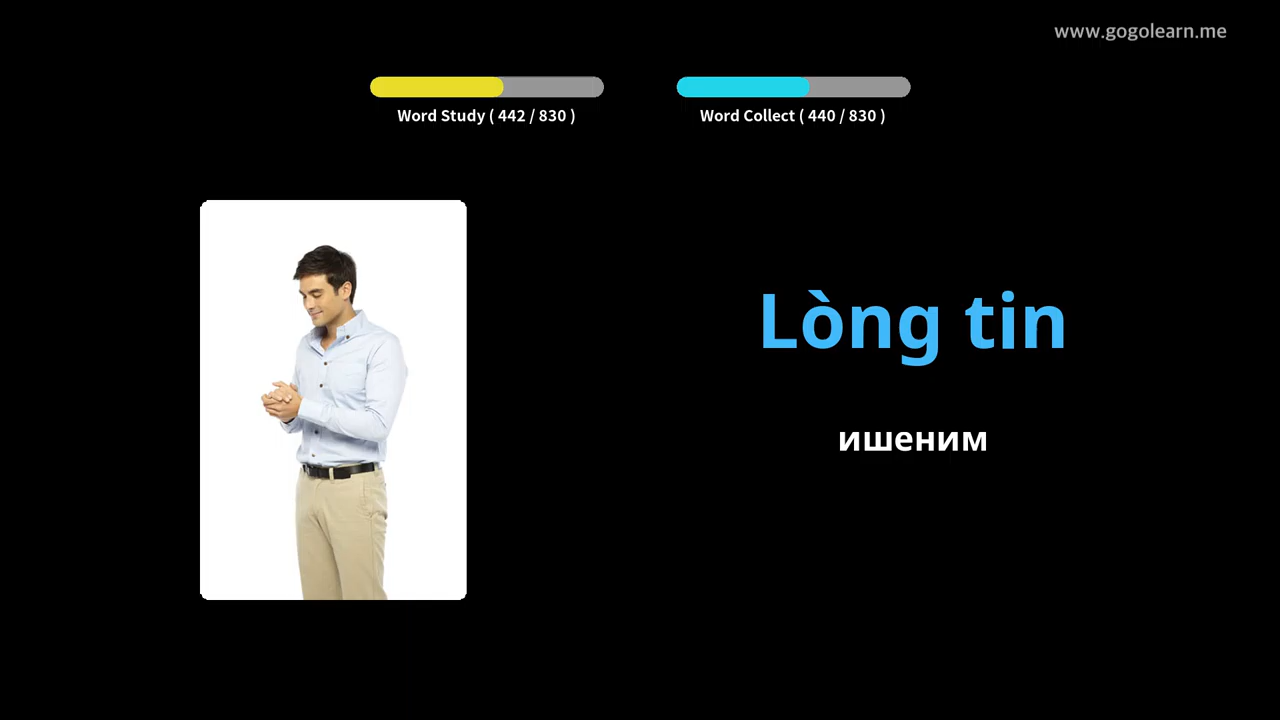 www.gogolearn.me
Word Study ( 442 / 830 )
Word Collect ( 440 / 830 )
Lòng tin
ишеним